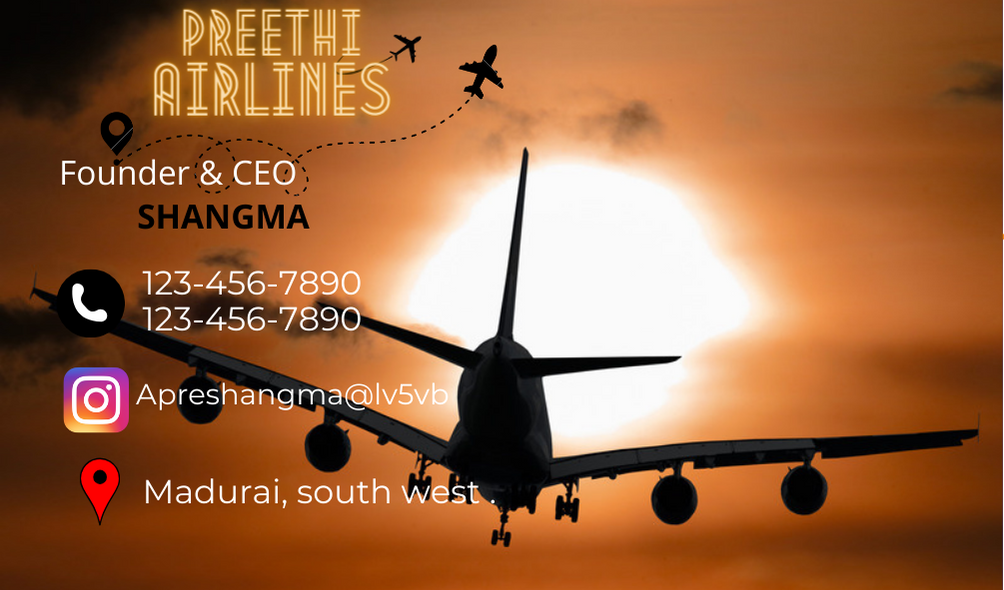 PREETHI
AIRLINES
Founder & CEO
SHANGMA
123-456-7890
123-456-7890
Apreshangma@lv5vb
Madurai, south west .